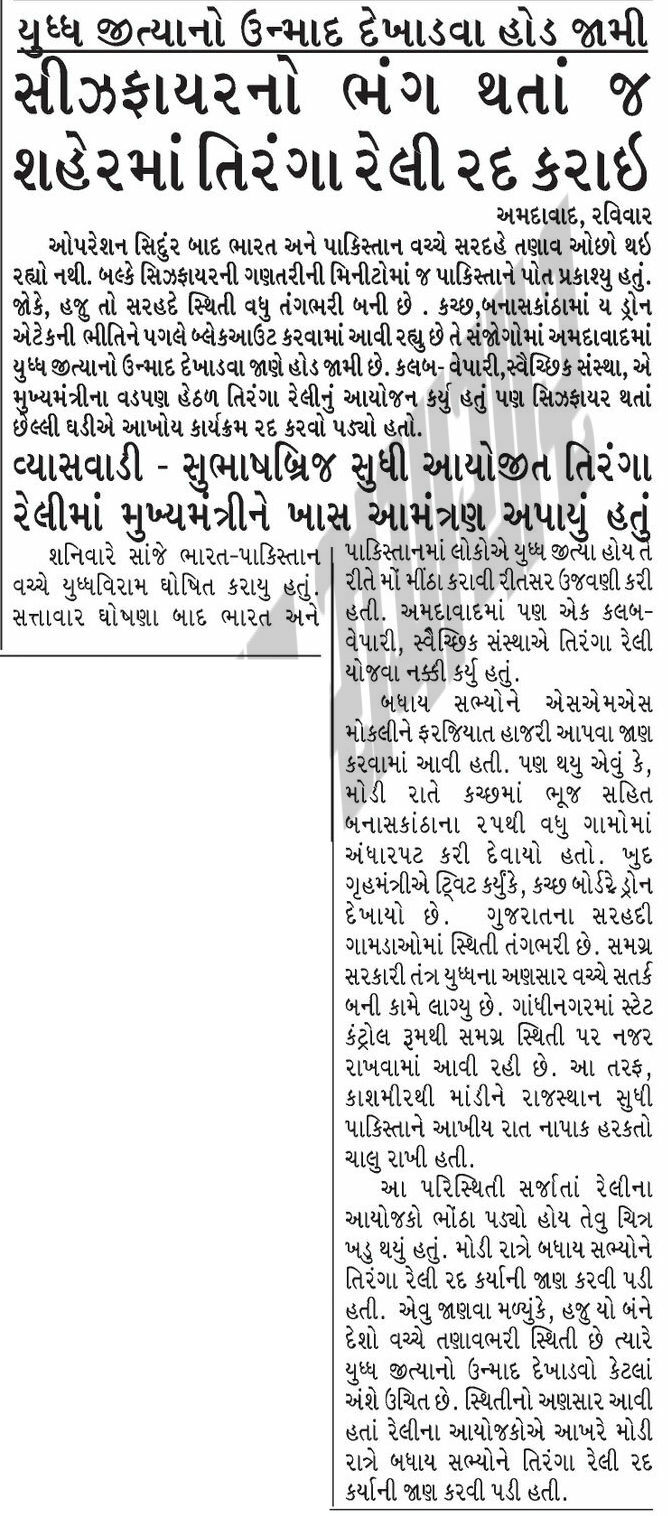 યુધ્ધ જીત્યાનો ઉન્માદ દેખાડવા હોડ જામી
સીઝફાયરનો ભંગ થતાં જ
શહેરમાં તિરંગા રેલી રદ કરાઇ
અમદાવાદ, રવિવાર
ઓપરેશન સિદુંર બાદ ભારત અને પાકિસ્તાન વચ્ચે સરદહે તણાવ ઓછો થઇ
રહ્યો નથી. બલ્કે સિઝફાયરની ગણતરીની મિનીટોમાં જ પાકિસ્તાને પોત પ્રકાશ્યુ હતું.
જોકે, હજુ તો સરહદે સ્થિતી વધુ તંગભરી બની છે . કચ્છ,બનાસકાંઠામાં ય ડ્રોન
એટેકની ભીતિને પગલે બ્લેકઆઉટ કરવામાં આવી રહ્યુ છે તે સંજોગોમાં અમદાવાદમાં
યુધ્ધ જીત્યાનો ઉન્માદ દેખાડવા જાણે હોડ જામી છે. કલબ- વેપારી,સ્વૈચ્છિક સંસ્થા, એ
મુખ્યમંત્રીના વડપણ હેઠળ તિરંગા રેલીનું આયોજન કર્યુ હતું પણ સિઝફાયર થતાં
છેલ્લી ઘડીએ આખોય કાર્યક્રમ રદ કરવો પડ્યો હતો.
વ્યાસવાડી - સુભાષબ્રિજ સુધી આયોજીત તિરંગા
રેલીમાં મુખ્યમંત્રીને ખાસ આમંત્રણ અપાયું હતું
શનિવારે સાંજે ભારત-પાકિસ્તાન
વચ્ચે યુધ્ધવિરામ ઘોષિત કરાયુ હતું.
સત્તાવાર ઘોષણા બાદ ભારત અને
પાકિસ્તાનમાં લોકોએ યુધ્ધ જીત્યા હોય તે
રીતે મોં મીંઠા કરાવી રીતસર ઉજવણી કરી
હતી. અમદાવાદમાં પણ એક કલબ-
વેપારી, સ્વૈચ્છિક સંસ્થાએ તિરંગા રેલી
યોજવા નક્કી કર્યુ હતું.
બધાય સભ્યોને એસએમએસ
મોકલીને ફરજિયાત હાજરી આપવા જાણ
કરવામાં આવી હતી. પણ થયુ એવું કે,
મોડી રાતે કચ્છમાં ભૂજ સહિત
બનાસકાંઠાના ૨૫થી વધુ ગામોમાં
અંધારપટ કરી દેવાયો હતો. ખુદ
ગૃહમંત્રીએ ટ્વિટ કર્યુંકે, કચ્છ બોર્ડરે ડ્રોન
દેખાયો છે. ગુજરાતના સરહદી
ગામડાઓમાં સ્થિતી તંગભરી છે. સમગ્ર
સરકારી તંત્ર યુધ્ધના અણસાર વચ્ચે સતર્ક
બની કામે લાગ્યુ છે. ગાંધીનગરમાં સ્ટેટ
કંટ્રોલ રૂમથી સમગ્ર સ્થિતી પર નજર
રાખવામાં આવી રહી છે. આ તરફ,
કાશમીરથી માંડીને રાજસ્થાન સુધી
પાકિસ્તાને આખીય રાત નાપાક હરકતો
ચાલુ રાખી હતી.
આ પરિસ્થિતી સર્જાતાં રેલીના
આયોજકો ભોંઠા પડ્યો હોય તેવુ ચિત્ર
ખડુ થયું હતું. મોડી રાત્રે બધાય સભ્યોને
તિરંગા રેલી રદ કર્યાની જાણ કરવી પડી
હતી. એવુ જાણવા મળ્યુંકે, હજુ યો બંને
દેશો વચ્ચે તણાવભરી સ્થિતી છે ત્યારે
યુધ્ધ જીત્યાનો ઉન્માદ દેખાડવો કેટલાં
અંશે ઉચિત છે. સ્થિતીનો અણસાર આવી
હતાં રેલીના આયોજકોએ આખરે મોડી
રાત્રે બધાય સભ્યોને તિરંગા રેલી રદ
કર્યાની જાણ કરવી પડી હતી.